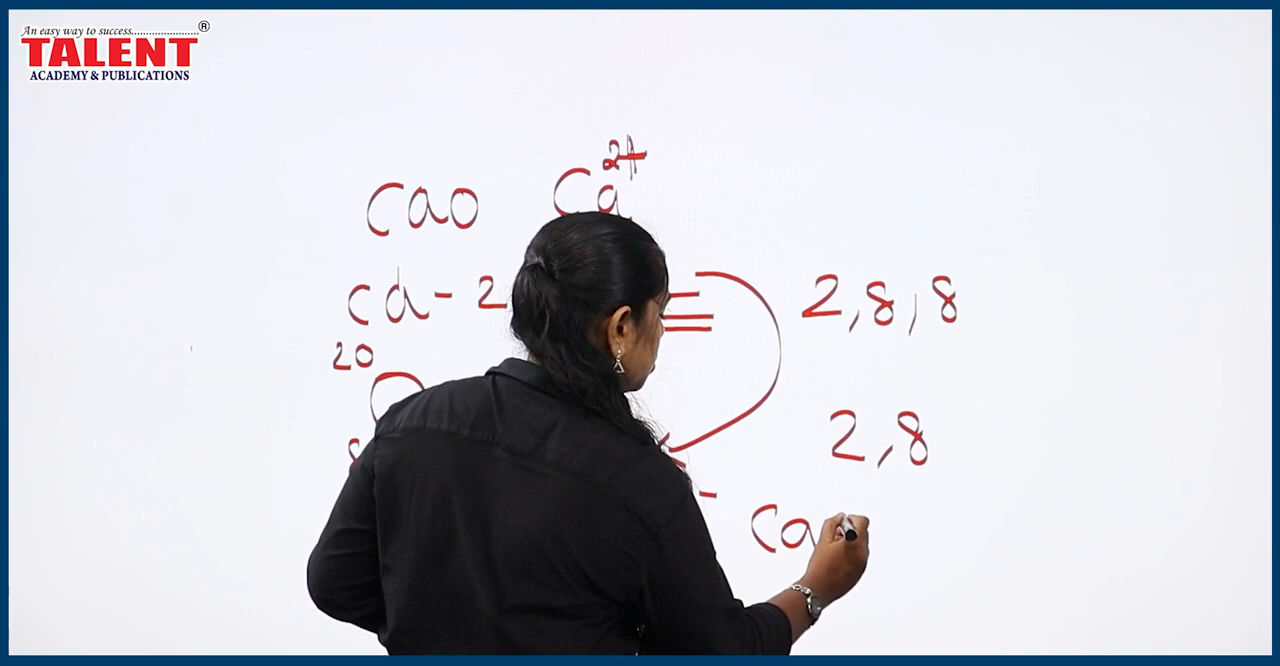 An easy way to success......................®
TALENT
ACADEMY & PUBLICATIONS
cao Ca2+
ca - 2 2,8,8
20
2,8
8
ca